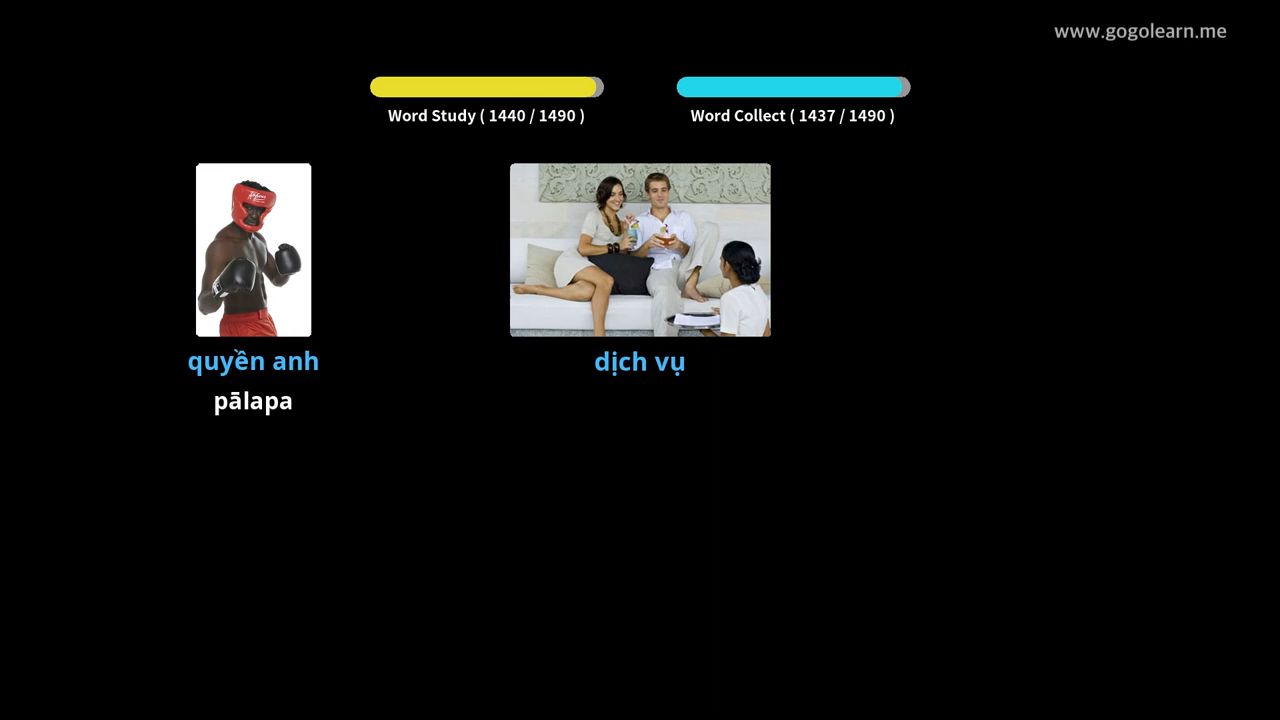 www.gogolearn.me
Word Study ( 1440 / 1490 )
Word Collect ( 1437 / 1490 )
quyền anh
dịch vụ
pālapa